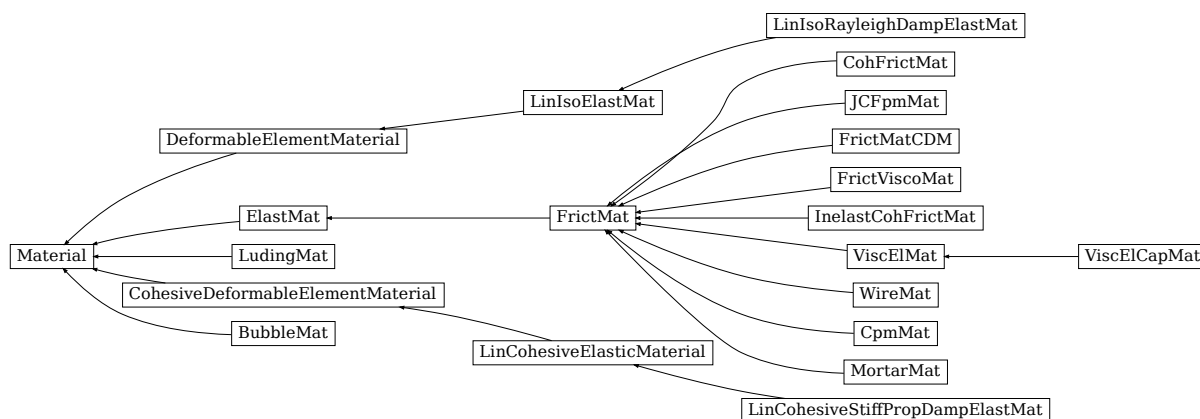 LinIsoRayleighDampElastMat
CohFrictMat
LinIsoElastMat
JCFpmMat
DeformableElementMaterial
FrictMatCDM
FrictViscoMat
ElastMat
FrictMat
InelastCohFrictMat
Material
LudingMat
ViscElMat
ViscElCapMat
CohesiveDeformableElementMaterial
WireMat
BubbleMat
CpmMat
LinCohesiveElasticMaterial
MortarMat
LinCohesiveStiffPropDampElastMat